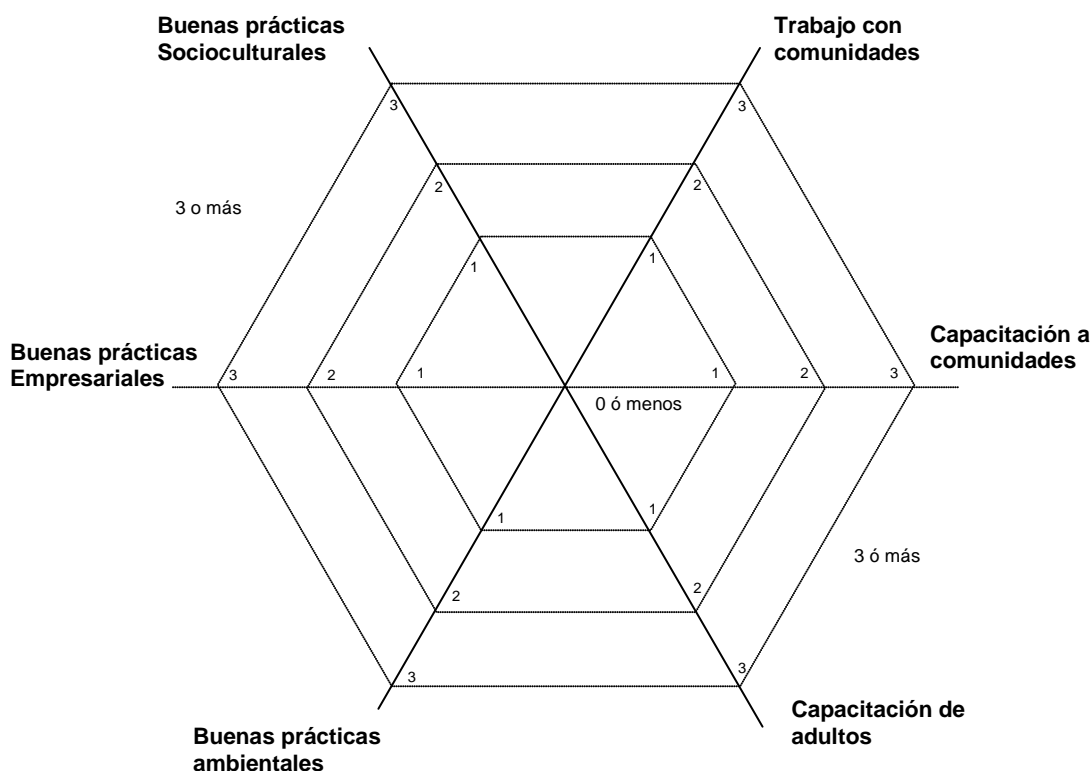 Buenas prácticas
Socioculturales
Trabajo con
comunidades
3
3
2
2
3 o más
1
1
Buenas prácticas
Empresariales
Capacitación a
comunidades
3
2
1
1
2
3
0 ó menos
1
1
3 ó más
2
2
3
3
Buenas prácticas
ambientales
Capacitación de
adultos